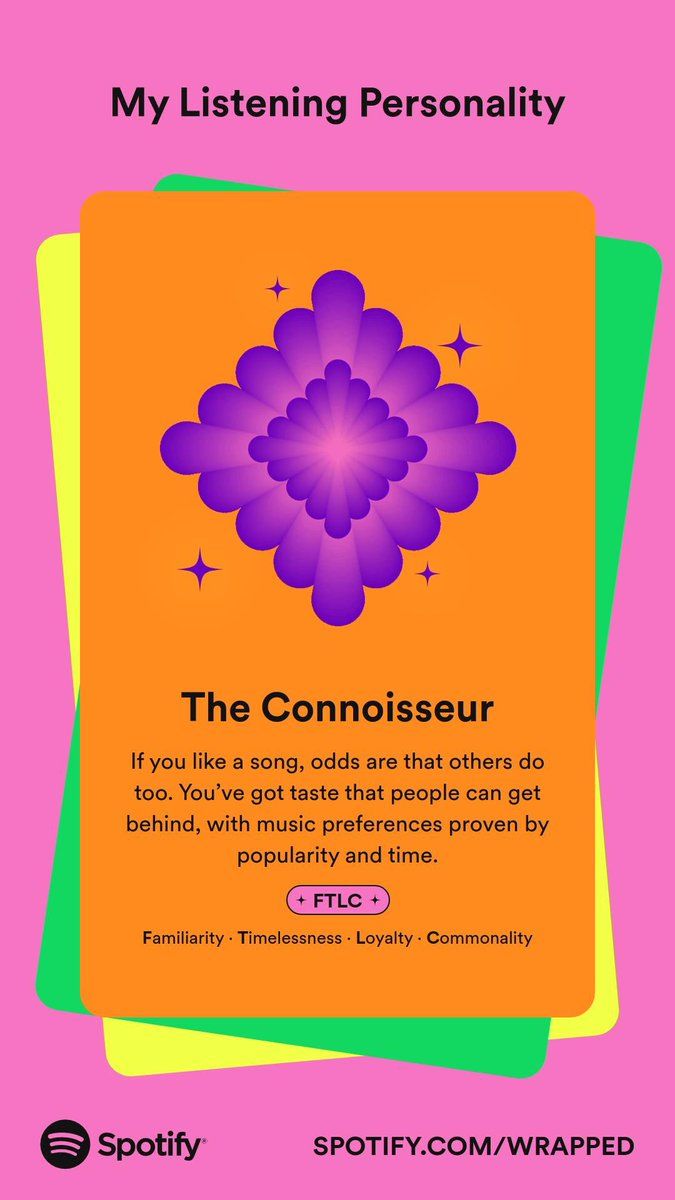 My Listening Personality
The Connoisseur
If you like a song, odds are that others do
too. You’ve got taste that people can get
behind, with music preferences proven by
popularity and time.
FTLC
Familiarity · Timelessness · Loyalty · Commonality
Spotify®
SPOTIFY.COM/WRAPPED